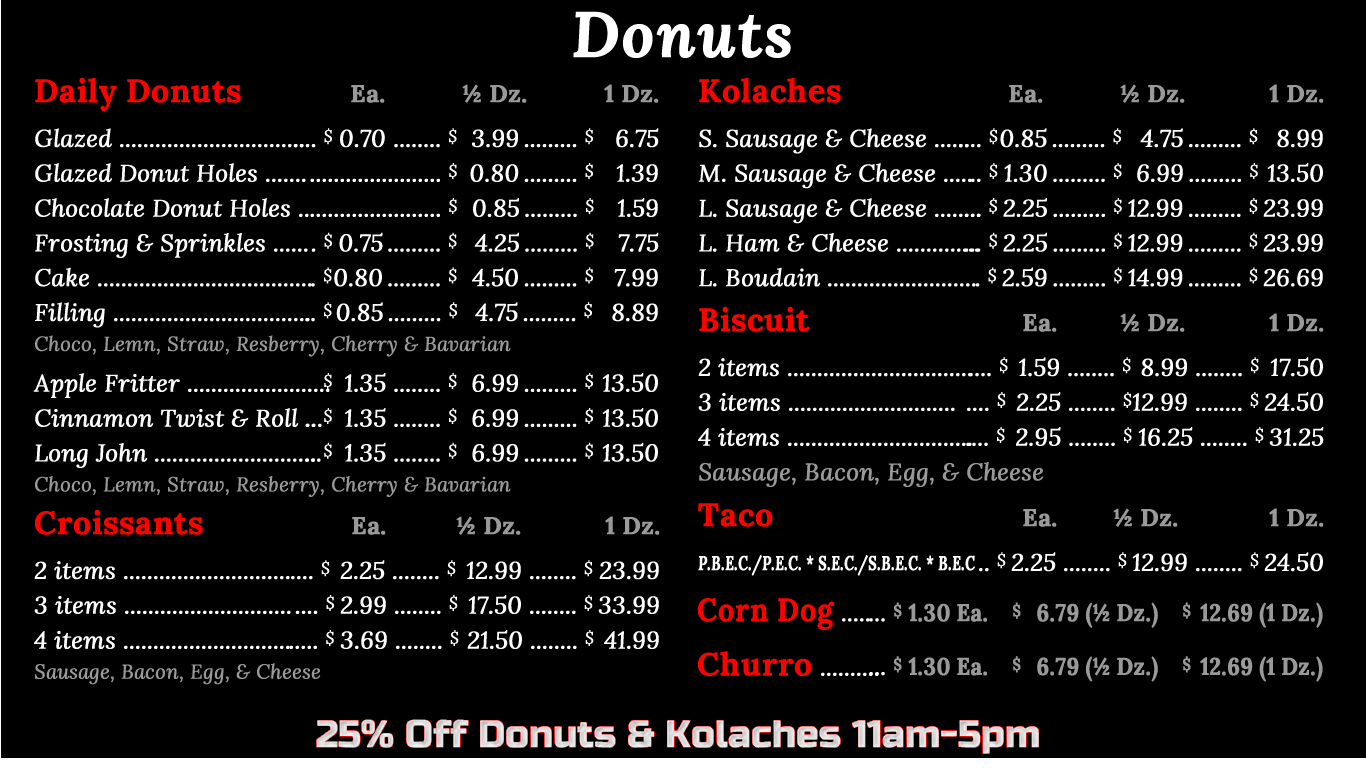 Donuts
Daily Donuts Ea. ½ Dz. 1 Dz.
Glazed ............................... $ 0.70 ........ $ 3.99 ......... $ 6.75
Glazed Donut Holes ............................ $ 0.80 ......... $ 1.39
Chocolate Donut Holes ...................... $ 0.85 ......... $ 1.59
Frosting & Sprinkles ....... $ 0.75 ......... $ 4.25 ......... $ 7.75
Cake ................................... $0.80 ......... $ 4.50 ......... $ 7.99
Filling ................................ $0.85 ......... $ 4.75 ......... $ 8.89
Choco, Lemn, Straw, Resberry, Cherry & Bavarian
Apple Fritter ......................$ 1.35 ........ $ 6.99 ......... $ 13.50
Cinnamon Twist & Roll ...$ 1.35 ........ $ 6.99 ......... $ 13.50
Long John ...........................$ 1.35 ........ $ 6.99 ......... $ 13.50
Choco, Lemn, Straw, Resberry, Cherry & Bavarian
Croissants Ea. ½ Dz. 1 Dz.
2 items ............................... $ 2.25 ........ $ 12.99 ........ $ 23.99
3 items ............................... $ 2.99 ........ $ 17.50 ........ $ 33.99
4 items ............................... $ 3.69 ........ $ 21.50 ........ $ 41.99
Sausage, Bacon, Egg, & Cheese
Kolaches Ea. ½ Dz. 1 Dz.
S. Sausage & Cheese ........ $0.85 ......... $ 4.75 ......... $ 8.99
M. Sausage & Cheese ...... $ 1.30 ......... $ 6.99 ......... $ 13.50
L. Sausage & Cheese ........ $ 2.25 ......... $ 12.99 ......... $ 23.99
L. Ham & Cheese .............. $ 2.25 ......... $ 12.99 ......... $ 23.99
L. Boudain ......................... $ 2.59 ......... $ 14.99 ......... $ 26.69
Biscuit Ea. ½ Dz. 1 Dz.
2 items ................................. $ 1.59 ........ $ 8.99 ........ $ 17.50
3 items ........................... .... $ 2.25 ........ $12.99 ........ $ 24.50
4 items ................................. $ 2.95 ........ $ 16.25 ........ $ 31.25
Sausage, Bacon, Egg, & Cheese
Taco Ea. ½ Dz. 1 Dz.
P.B.E.C./P.E.C. * S.E.C./S.B.E.C. * B.E.C .. $ 2.25 ........ $ 12.99 ........ $ 24.50
Corn Dog ....... $ 1.30 Ea. $ 6.79 (½ Dz.) $ 12.69 (1 Dz.)
Churro ........... $ 1.30 Ea. $ 6.79 (½ Dz.) $ 12.69 (1 Dz.)
25% Off Donuts & Kolaches 11am-5pm